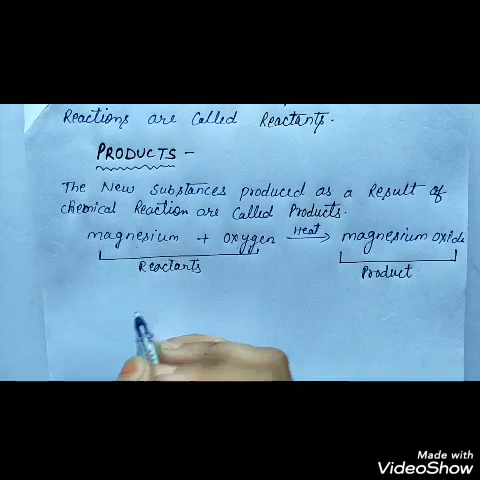 Reactions are called Reactants.
PRODUCTS -
The New substances produced as a Result of
chemical Reaction are called Products.
magnesium + oxygen Heat → magnesium oxide
Reactants Product
Made with
VideoShow